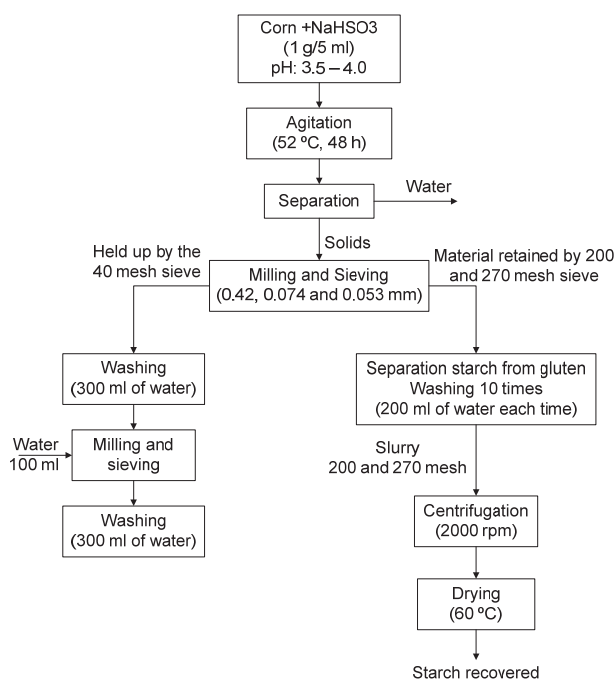 Corn +NaHSO3
(1 g/5 ml)
pH: 3.5 – 4.0
Agitation
(52 ºC, 48 h)
Separation
Water
Solids
Held up by the
40 mesh sieve
Milling and Sieving
(0.42, 0.074 and 0.053 mm)
Material retained by 200
and 270 mesh sieve
Washing
(300 ml of water)
Water
100 ml
Milling and
sieving
Washing
(300 ml of water)
Separation starch from gluten
Washing 10 times
(200 ml of water each time)
Slurry
200 and 270 mesh
Centrifugation
(2000 rpm)
Drying
(60 ºC)
Starch recovered